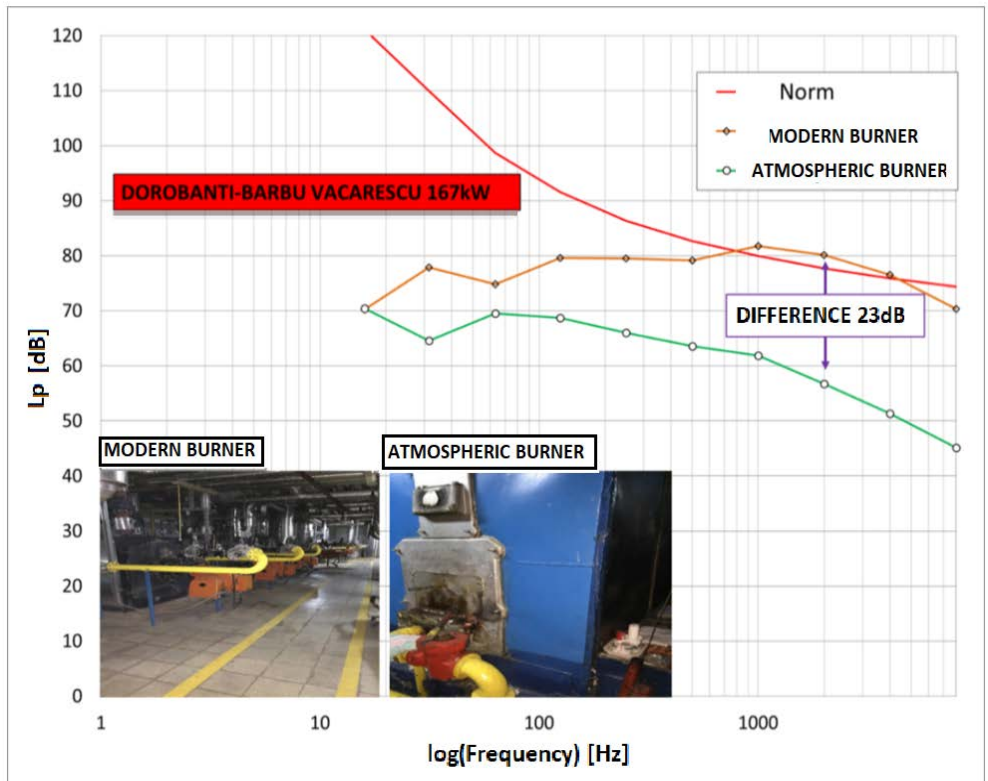 120
110
100
90
80
70
60
50
40
30
20
10
0
Lp [dB]
Norm
MODERN BURNER
ATMOSPHERIC BURNER
DOROBANTI-BARBU VACARESCU 167kW
DIFFERENCE 23dB
MODERN BURNER
ATMOSPHERIC BURNER
1 10 100 1000
log(Frequency) [Hz]